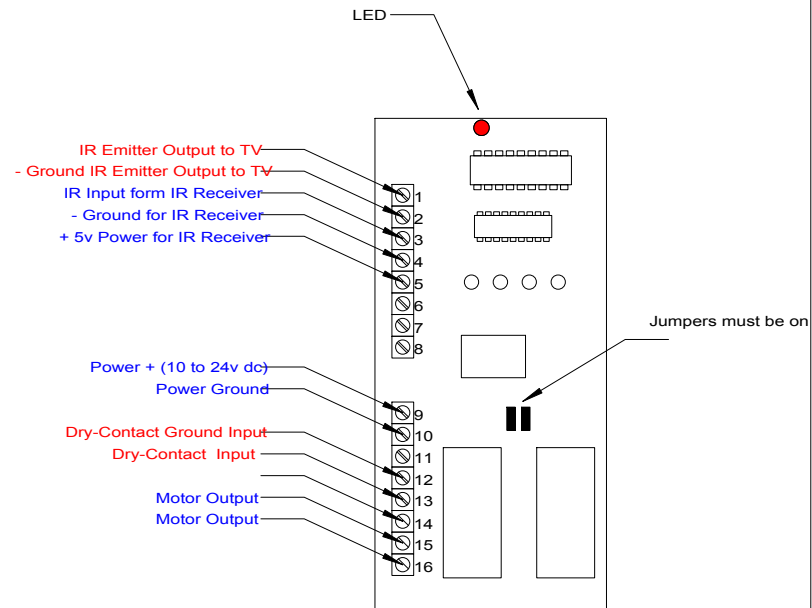 LED
IR Emitter Output to TV
- Ground IR Emitter Output to TV
IR Input form IR Receiver
- Ground for IR Receiver
+ 5v Power for IR Receiver
1
2
3
4
5
6
7
8
Jumpers must be on
Power + (10 to 24v dc)
Power Ground
Dry-Contact Ground Input
Dry-Contact Input
Motor Output
Motor Output
9
10
11
12
13
14
15
16